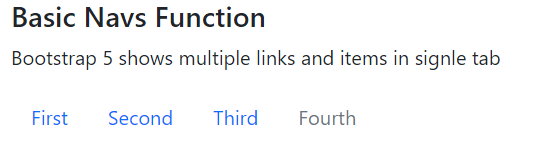 Basic Navs Function
Bootstrap 5 shows multiple links and items in signle tab
First Second Third Fourth